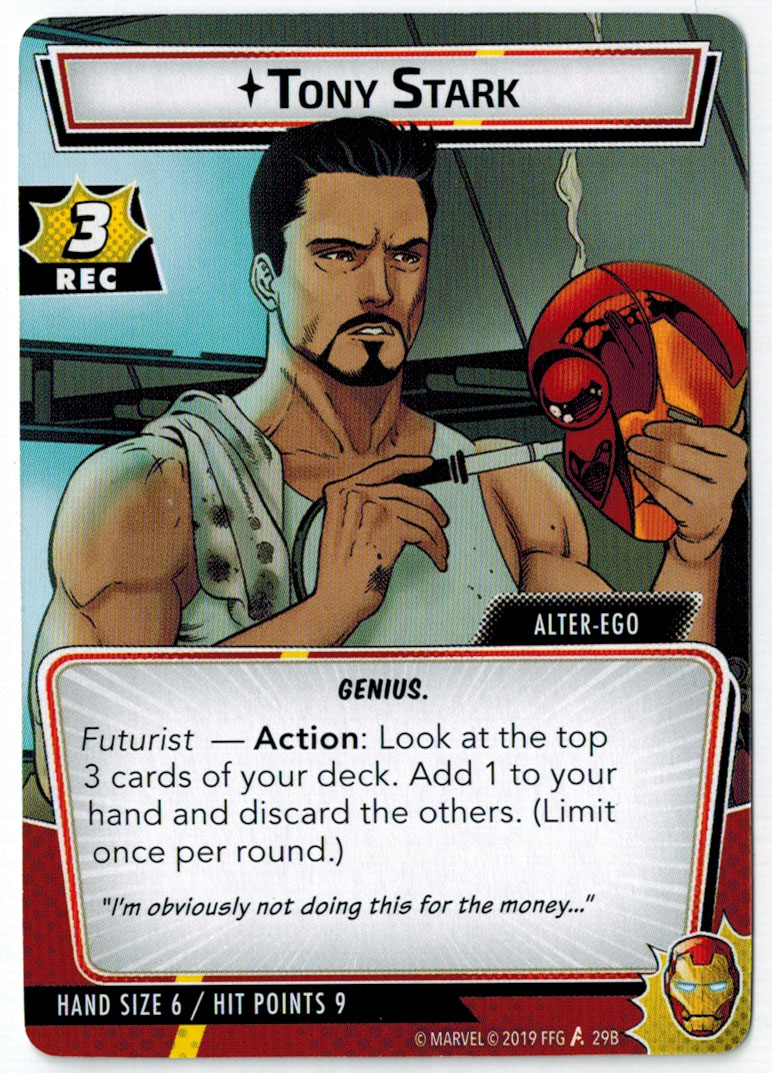 Tony Stark
3
REC
ALTER-EGO
GENIUS.
Futurist — Action: Look at the top
3 cards of your deck. Add 1 to your
hand and discard the others. (Limit
once per round.)
"I'm obviously not doing this for the money..."
HAND SIZE 6 / HIT POINTS 9
© MARVEL © 2019 FFG 29B